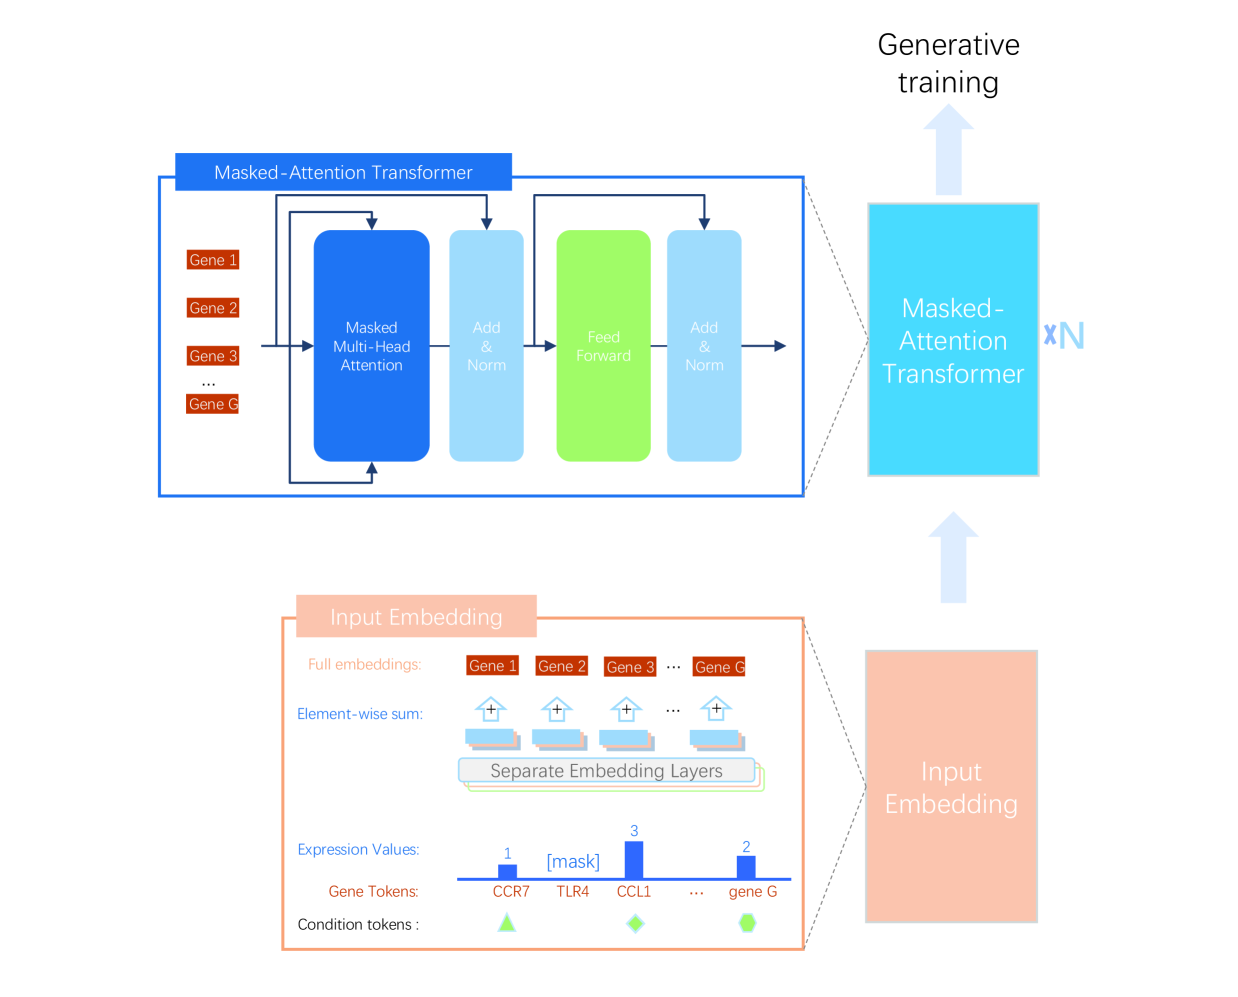 Generative
training
Masked-Attention Transformer
Gene 1
Gene 2
Gene 3
...
Gene G
Masked
Multi-Head
Attention
Add
&
Norm
Feed
Forward
Add
&
Norm
Masked-
Attention
Transformer
×N
Input Embedding
Full embeddings:
Gene 1 Gene 2 Gene 3 ... Gene G
Element-wise sum:
+ + + ... +
Separate Embedding Layers
Expression Values:
1 [mask] 3 2
Gene Tokens:
CCR7 TLR4 CCL1 ... gene G
Condition tokens :
Input
Embedding